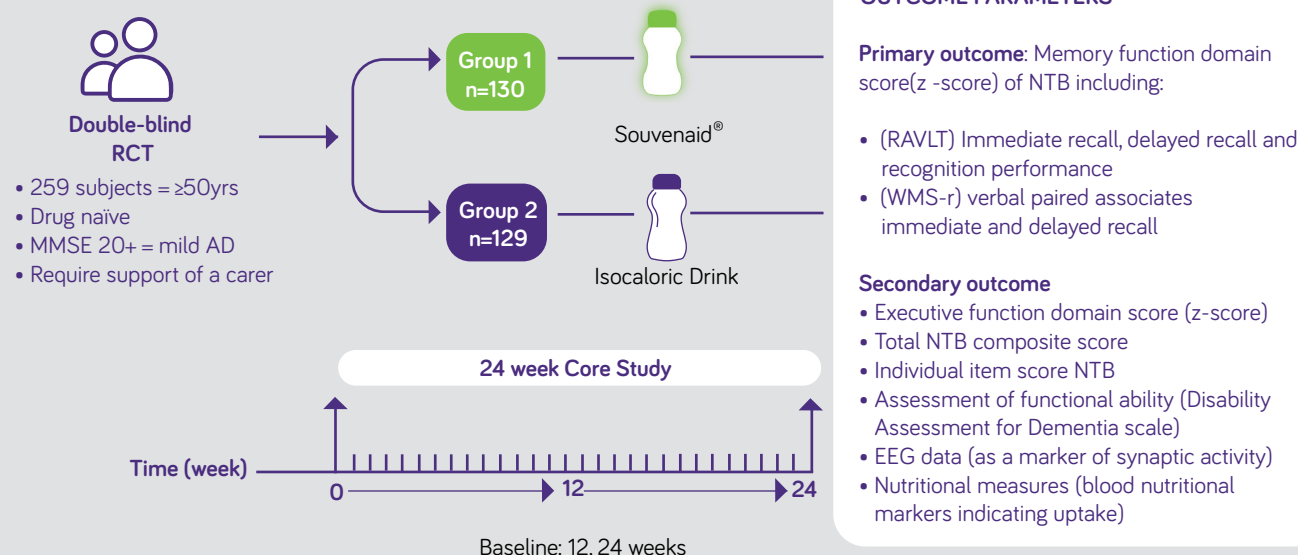 Double-blind
RCT
• 259 subjects = ≥50yrs
• Drug naïve
• MMSE 20+ = mild AD
• Require support of a carer
Group 1
n=130
Souvenaid®
Group 2
n=129
Isocaloric Drink
24 week Core Study
Time (week)
0
12
24
Baseline: 12, 24 weeks
OUTCOME PARAMETERS
Primary outcome: Memory function domain
score(z -score) of NTB including:
• (RAVLT) Immediate recall, delayed recall and
recognition performance
• (WMS-r) verbal paired associates
immediate and delayed recall
Secondary outcome
• Executive function domain score (z-score)
• Total NTB composite score
• Individual item score NTB
• Assessment of functional ability (Disability
Assessment for Dementia scale)
• EEG data (as a marker of synaptic activity)
• Nutritional measures (blood nutritional
markers indicating uptake)